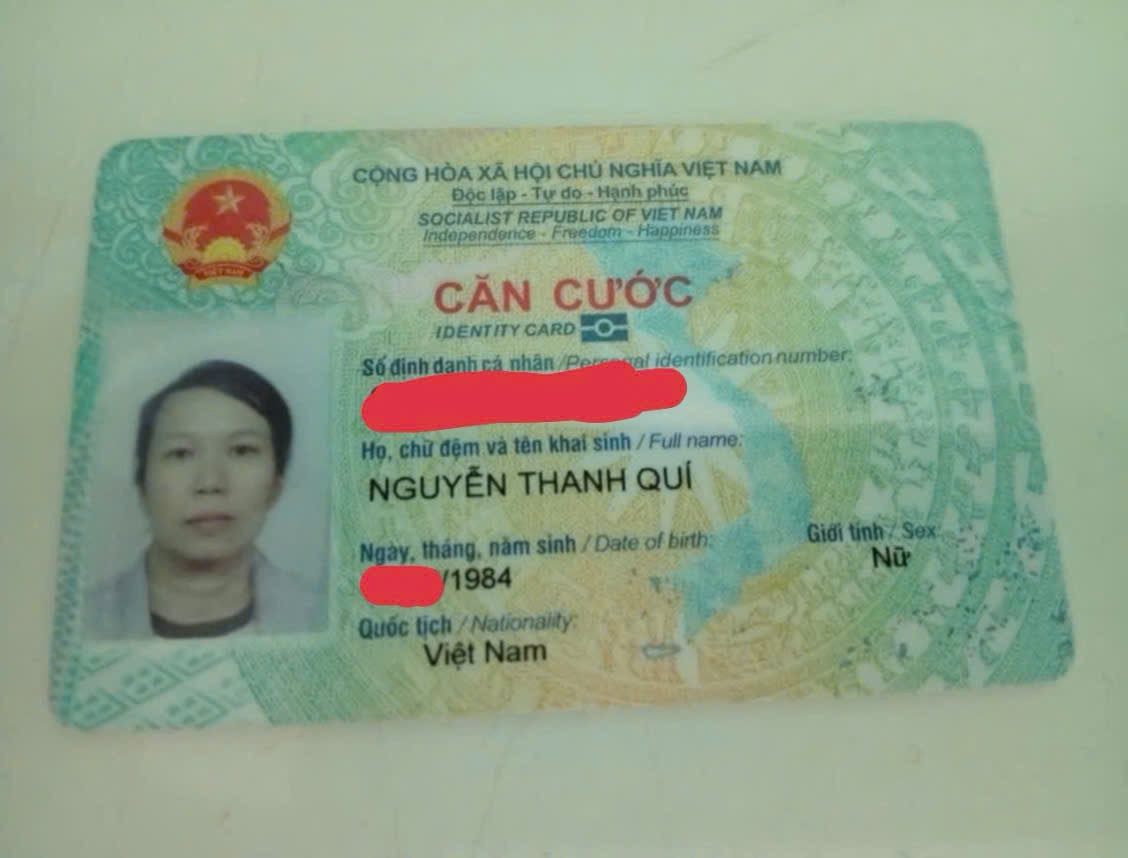 CỘNG HÒA XÃ HỘI CHỦ NGHĨA VIỆT NAM
Độc lập - Tự do - Hạnh phúc
SOCIALIST REPUBLIC OF VIET NAM
Independence - Freedom - Happiness
VIỆT NAM
CĂN CƯỚC
IDENTITY CARD
Số định danh cá nhân / Personal identification number:
Họ, chữ đệm và tên khai sinh / Full name:
NGUYỄN THANH QUÍ
Ngày, tháng, năm sinh / Date of birth:
/1984
Giới tính / Sex
Nữ
Quốc tịch / Nationality:
Việt Nam